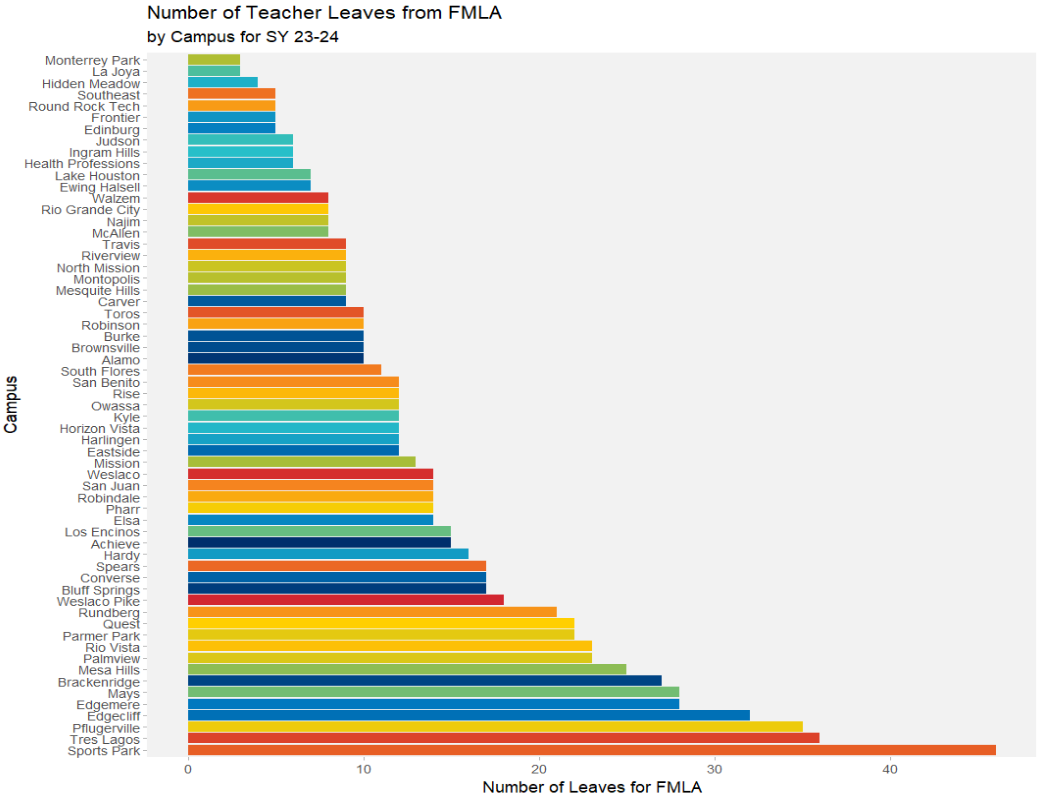 Number of Teacher Leaves from FMLA
by Campus for SY 23-24
Campus
Monterrey Park
La Joya
Hidden Meadow
Southeast
Round Rock Tech
Frontier
Edinburg
Judson
Ingram Hills
Health Professions
Lake Houston
Ewing Halsell
Walzem
Rio Grande City
Najim
McAllen
Travis
Riverview
North Mission
Montopolis
Mesquite Hills
Carver
Toros
Robinson
Burke
Brownsville
Alamo
South Flores
San Benito
Rise
Owassa
Kyle
Horizon Vista
Harlingen
Eastside
Mission
Weslaco
San Juan
Robindale
Pharr
Elsa
Los Encinos
Achieve
Hardy
Spears
Converse
Bluff Springs
Weslaco Pike
Rundberg
Quest
Parmer Park
Rio Vista
Palmview
Mesa Hills
Brackenridge
Mays
Edgemere
Edgecliff
Pflugerville
Tres Lagos
Sports Park
0 10 20 30 40
Number of Leaves for FMLA